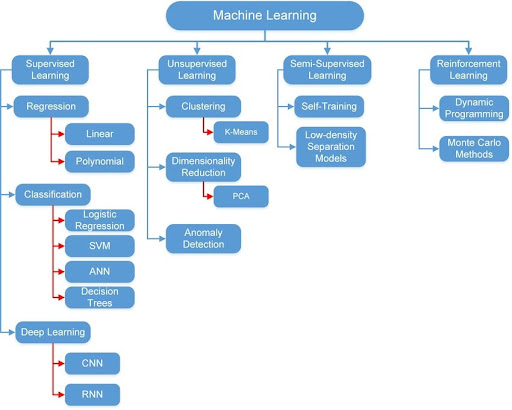 Machine Learning
Supervised
Learning
Unsupervised
Learning
Semi-Supervised
Learning
Reinforcement
Learning
Regression
Linear
Polynomial
Classification
Logistic
Regression
SVM
ANN
Decision
Trees
Deep Learning
CNN
RNN
Clustering
K-Means
Dimensionality
Reduction
PCA
Anomaly
Detection
Self-Training
Low-density
Separation
Models
Dynamic
Programming
Monte Carlo
Methods